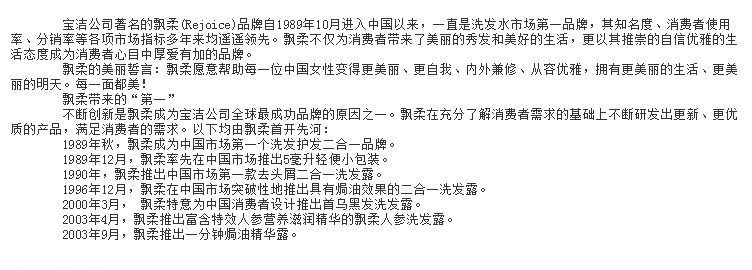 宝洁公司著名的飘柔(Rejoice)品牌自1989年10月进入中国以来，一直是洗发水市场第一品牌，其知名度、消费者使用
率、分销率等各项市场指标多年来均遥遥领先。飘柔不仅为消费者带来了美丽的秀发和美好的生活，更以其推崇的自信优雅的生
活态度成为消费者心目中厚爱有加的品牌。
飘柔的美丽誓言：飘柔愿意帮助每一位中国女性变得更美丽、更自我、内外兼修、从容优雅，拥有更美丽的生活、更美
丽的明天。每一面都美！
飘柔带来的“第一”
不断创新是飘柔成为宝洁公司全球最成功品牌的原因之一。飘柔在充分了解消费者需求的基础上不断研发出更新、更优
质的产品，满足消费者的需求。以下均由飘柔首开先河：
1989年秋，飘柔成为中国市场第一个洗发护发二合一品牌。
1989年12月，飘柔率先在中国市场推出5毫升轻便小包装。
1990年，飘柔推出中国市场第一款去头屑二合一洗发露。
1996年12月，飘柔在中国市场突破性地推出具有焗油效果的二合一洗发露。
2000年3月， 飘柔特意为中国消费者设计推出首乌黑发洗发露。
2003年4月，飘柔推出富含特效人参营养滋润精华的飘柔人参洗发露。
2003年9月，飘柔推出一分钟焗油精华露。